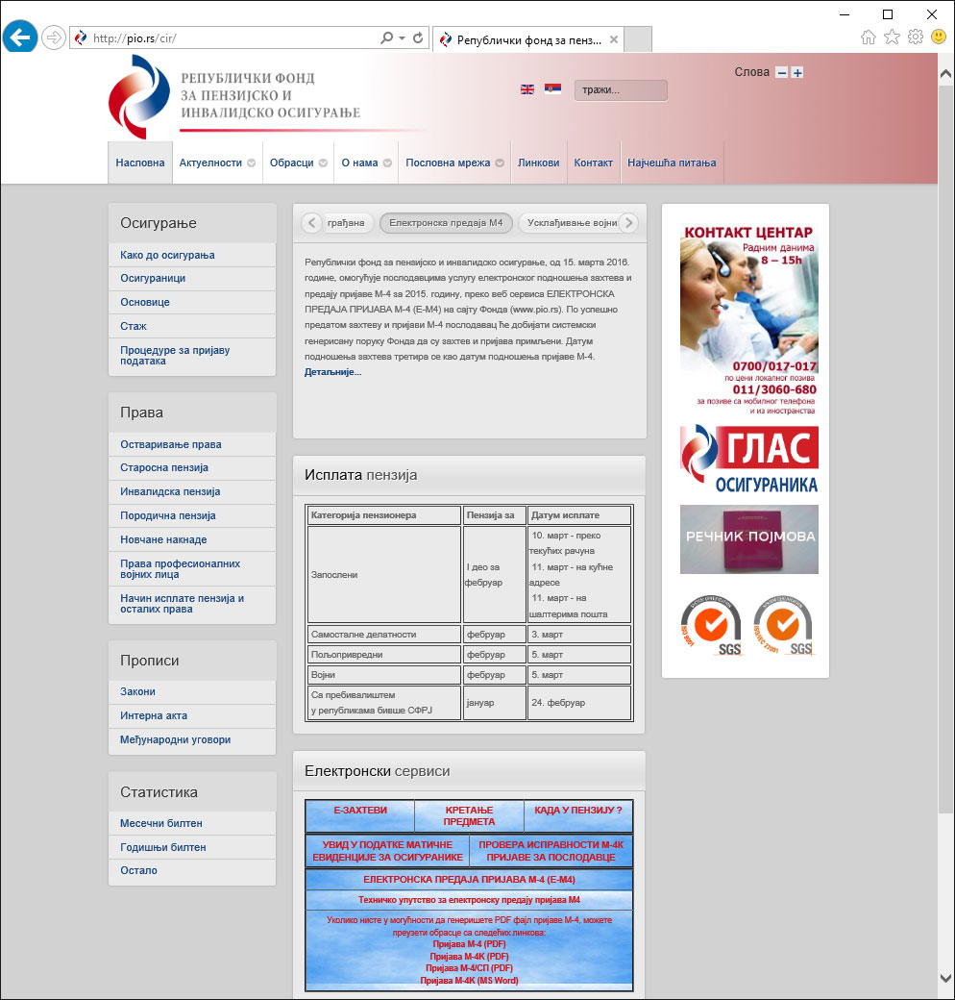 http://pio.rs/cir/
Републички фонд за пенз...
РЕПУБЛИЧКИ ФОНД
ЗА ПЕНЗИЈСКО И
ИНВАЛИДСКО ОСИГУРАЊЕ
тражи...
Слова
Насловна Актуелности Обрасци О нама Пословна мрежа Линкови Контакт Најчешћа питања
Осигурање
Како до осигурања
Осигураници
Основице
Стаж
Процедуре за пријаву
података
Права
Остваривање права
Старосна пензија
Инвалидска пензија
Породична пензија
Новчане накнаде
Права професионалних
војних лица
Начин исплате пензија и
осталих права
Прописи
Закони
Интерна акта
Међународни уговори
Статистика
Месечни билтен
Годишњи билтен
Остало
грађана Електронска предаја М4 Усклађивање војни
Републички фонд за пензијско и инвалидско осигурање, од 15. марта 2016.
године, омогућује послодавцима услугу електронског подношења захтева и
предају пријаве М-4 за 2015. годину, преко веб сервиса ЕЛЕКТРОНСКА
ПРЕДАЈА ПРИЈАВА М-4 (Е-М4) на сајту Фонда (www.pio.rs). По успешно
предатом захтеву и пријави М-4 послодавац ће добијати системски
генерисану поруку Фонда да су захтев и пријава примљени. Датум
подношења захтева третира се као датум подношења пријаве М-4.
Детаљније...
Исплата пензија
Категорија пензионера Пензија за Датум исплате
Запослени
I део за
фебруар
10. март - преко
текућих рачуна
11. март - на кућне
адресе
11. март - на
шалтерима пошта
Самосталне делатности фебруар 3. март
Пољопривредни фебруар 5. март
Војни фебруар 5. март
Са пребивалиштем
у републикама бивше СФРЈ
јануар 24. фебруар
Електронски сервиси
Е-ЗАХТЕВИ
КРЕТАЊЕ
ПРЕДМЕТА
КАДА У ПЕНЗИЈУ ?
УВИД У ПОДАТКЕ МАТИЧНЕ
ЕВИДЕНЦИЈЕ ЗА ОСИГУРАНИКЕ
ПРОВЕРА ИСПРАВНОСТИ М-4К
ПРИЈАВЕ ЗА ПОСЛОДАВЦЕ
ЕЛЕКТРОНСКА ПРЕДАЈА ПРИЈАВА М-4 (Е-М4)
Техничко упутство за електронску предају пријава М4
Уколико нисте у могућности да генеришете PDF фајл пријаве М-4, можете
преузети обрасце са следећих линкова:
Пријава М-4 (PDF)
Пријава М-4К (PDF)
Пријава М-4/СП (PDF)
Пријава М-4К (MS Word)
КОНТАКТ ЦЕНТАР
Радним данима
8 – 15h
0700/017-017
по цени локалног позива
011/3060-680
за позиве са мобилног телефона
и из иностранства
ГЛАС
ОСИГУРАНИКА
РЕЧНИК ПОЈМОВА
ISO 9001
SGS
ISO/IEC 27001
SGS